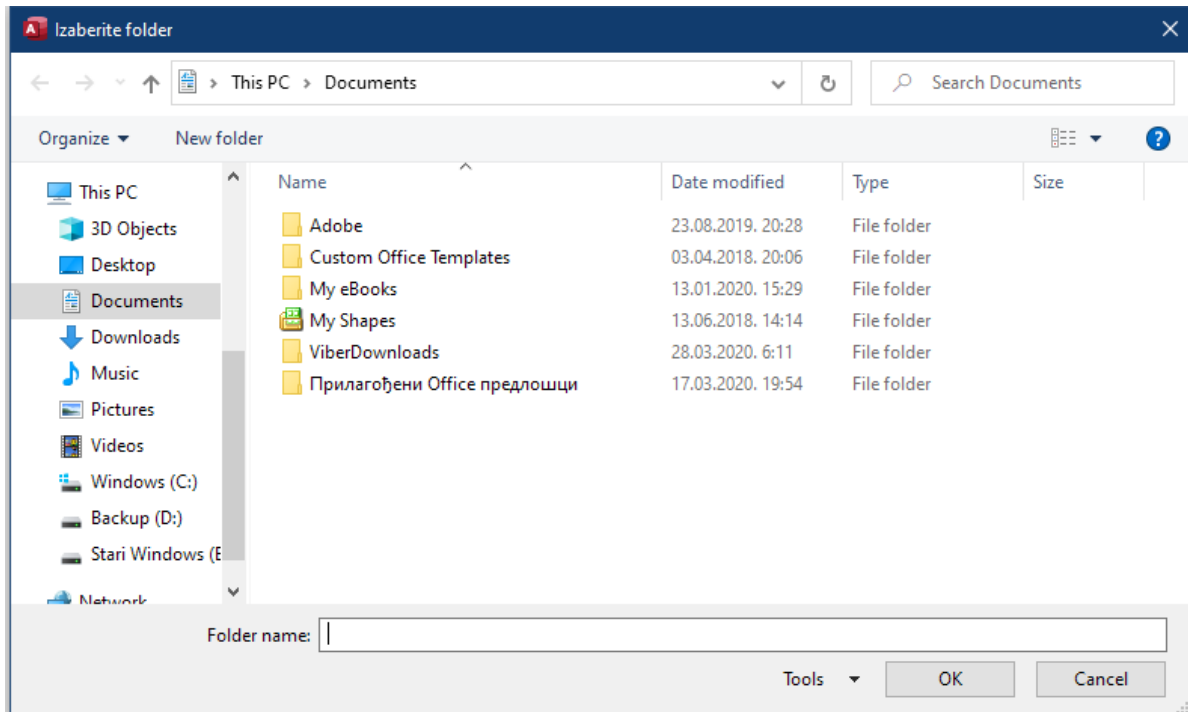 A Izaberite folder
This PC > Documents
Search Documents
Organize New folder
?
Name Date modified Type Size
This PC
3D Objects
Desktop
Documents
Downloads
Music
Pictures
Videos
Windows (C:)
Backup (D:)
Stari Windows (E
Network
Adobe 23.08.2019. 20:28 File folder
Custom Office Templates 03.04.2018. 20:06 File folder
My eBooks 13.01.2020. 15:29 File folder
My Shapes 13.06.2018. 14:14 File folder
ViberDownloads 28.03.2020. 6:11 File folder
Прилагођени Office предлошци 17.03.2020. 19:54 File folder
Folder name:
Tools OK Cancel